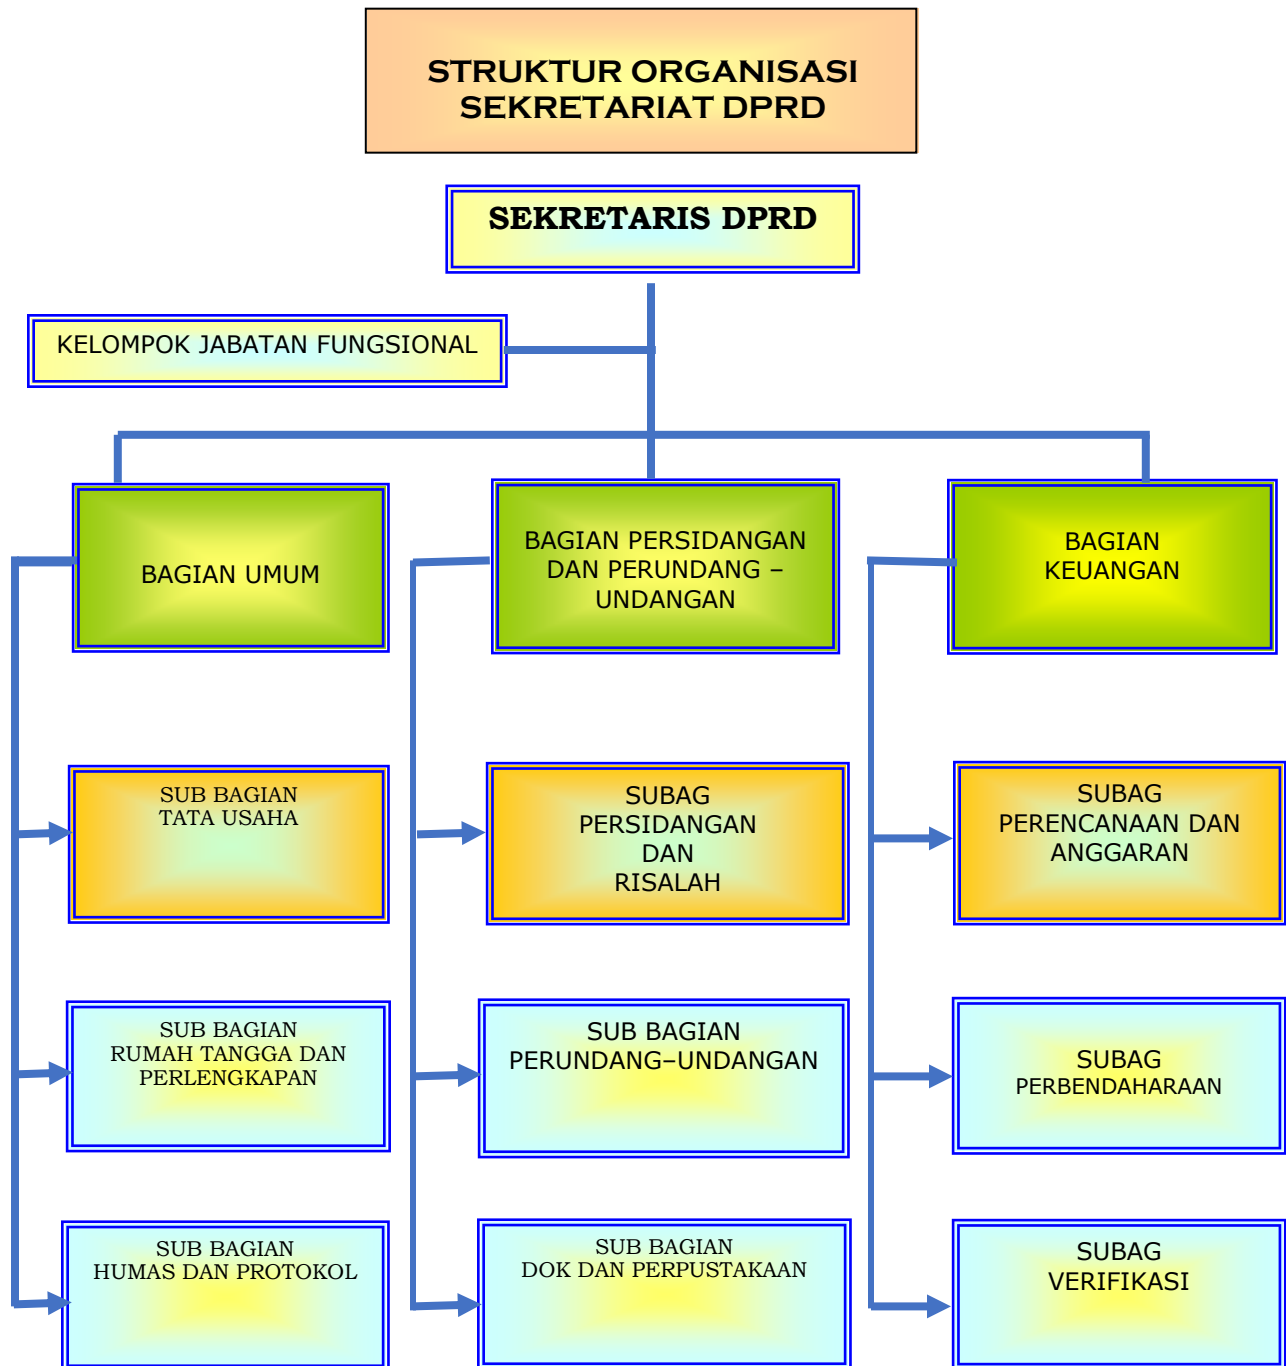 STRUKTUR ORGANISASI
SEKRETARIAT DPRD
SEKRETARIS DPRD
KELOMPOK JABATAN FUNGSIONAL
BAGIAN UMUM
BAGIAN PERSIDANGAN
DAN PERUNDANG –
UNDANGAN
BAGIAN
KEUANGAN
SUB BAGIAN
TATA USAHA
SUBAG
PERSIDANGAN
DAN
RISALAH
SUBAG
PERENCANAAN DAN
ANGGARAN
SUB BAGIAN
RUMAH TANGGA DAN
PERLENGKAPAN
SUB BAGIAN
PERUNDANG–UNDANGAN
SUBAG
PERBENDAHARAAN
SUB BAGIAN
HUMAS DAN PROTOKOL
SUB BAGIAN
DOK DAN PERPUSTAKAAN
SUBAG
VERIFIKASI